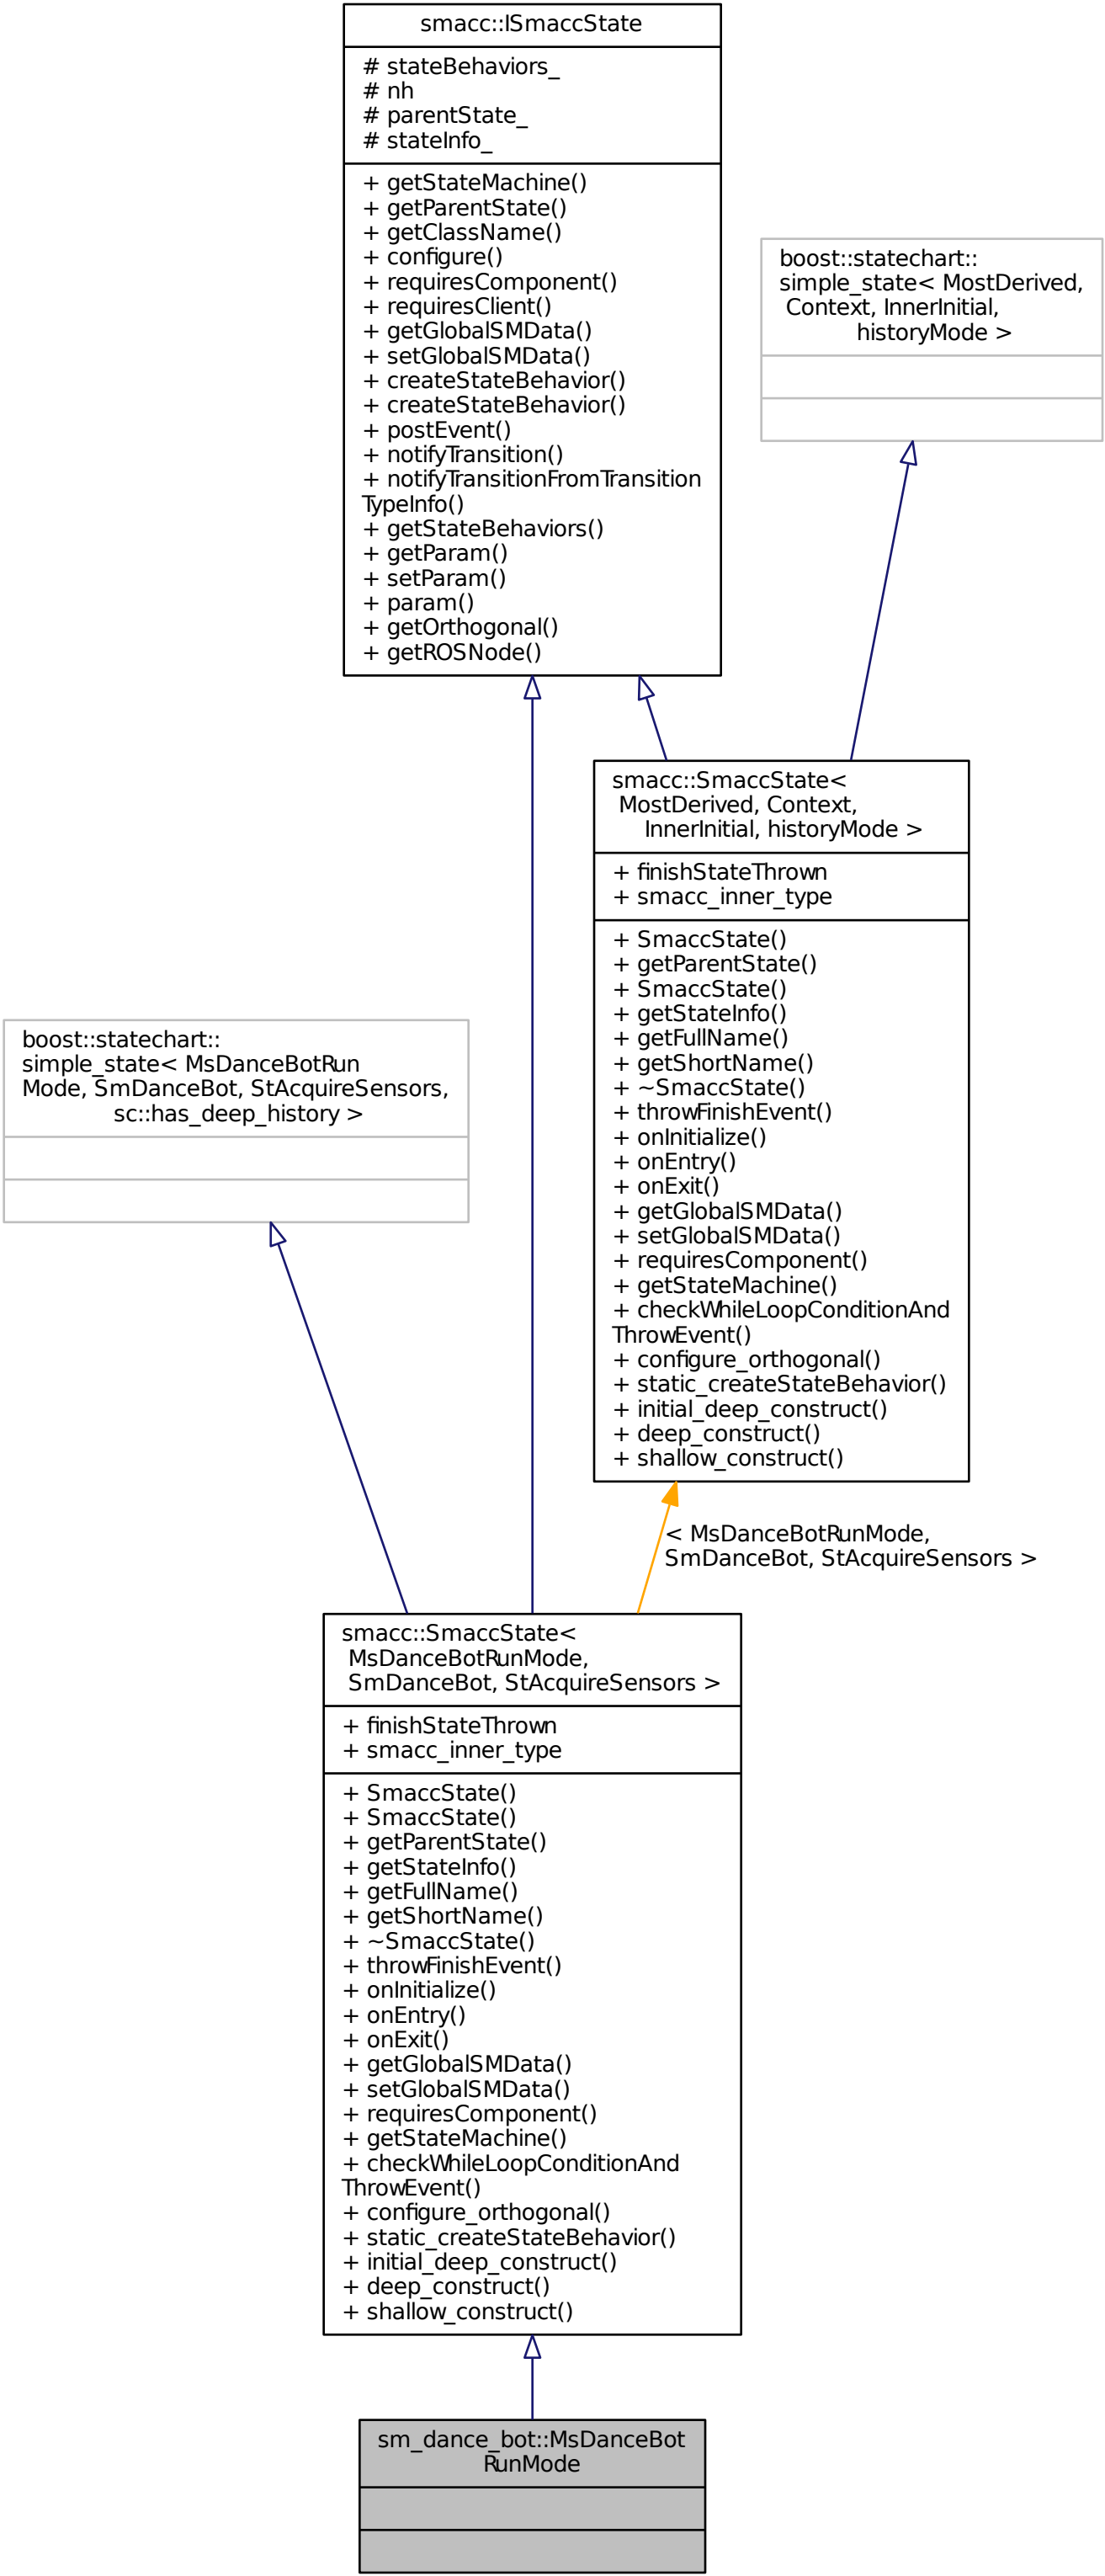 smacc::ISmaccState
# stateBehaviors_
# nh
# parentState_
# stateInfo_
+ getStateMachine()
+ getParentState()
+ getClassName()
+ configure()
+ requiresComponent()
+ requiresClient()
+ getGlobalSMData()
+ setGlobalSMData()
+ createStateBehavior()
+ createStateBehavior()
+ postEvent()
+ notifyTransition()
+ notifyTransitionFromTransition
TypeInfo()
+ getStateBehaviors()
+ getParam()
+ setParam()
+ param()
+ getOrthogonal()
+ getROSNode()
boost::statechart::
simple_state< MostDerived,
Context, InnerInitial,
historyMode >
smacc::SmaccState<
MostDerived, Context,
InnerInitial, historyMode >
+ finishStateThrown
+ smacc_inner_type
+ SmaccState()
+ getParentState()
+ SmaccState()
+ getStateInfo()
+ getFullName()
+ getShortName()
+ ~SmaccState()
+ throwFinishEvent()
+ onInitialize()
+ onEntry()
+ onExit()
+ getGlobalSMData()
+ setGlobalSMData()
+ requiresComponent()
+ getStateMachine()
+ checkWhileLoopConditionAnd
ThrowEvent()
+ configure_orthogonal()
+ static_createStateBehavior()
+ initial_deep_construct()
+ deep_construct()
+ shallow_construct()
boost::statechart::
simple_state< MsDanceBotRun
Mode, SmDanceBot, StAcquireSensors,
sc::has_deep_history >
< MsDanceBotRunMode,
SmDanceBot, StAcquireSensors >
smacc::SmaccState<
MsDanceBotRunMode,
SmDanceBot, StAcquireSensors >
+ finishStateThrown
+ smacc_inner_type
+ SmaccState()
+ SmaccState()
+ getParentState()
+ getStateInfo()
+ getFullName()
+ getShortName()
+ ~SmaccState()
+ throwFinishEvent()
+ onInitialize()
+ onEntry()
+ onExit()
+ getGlobalSMData()
+ setGlobalSMData()
+ requiresComponent()
+ getStateMachine()
+ checkWhileLoopConditionAnd
ThrowEvent()
+ configure_orthogonal()
+ static_createStateBehavior()
+ initial_deep_construct()
+ deep_construct()
+ shallow_construct()
sm_dance_bot::MsDanceBot
RunMode